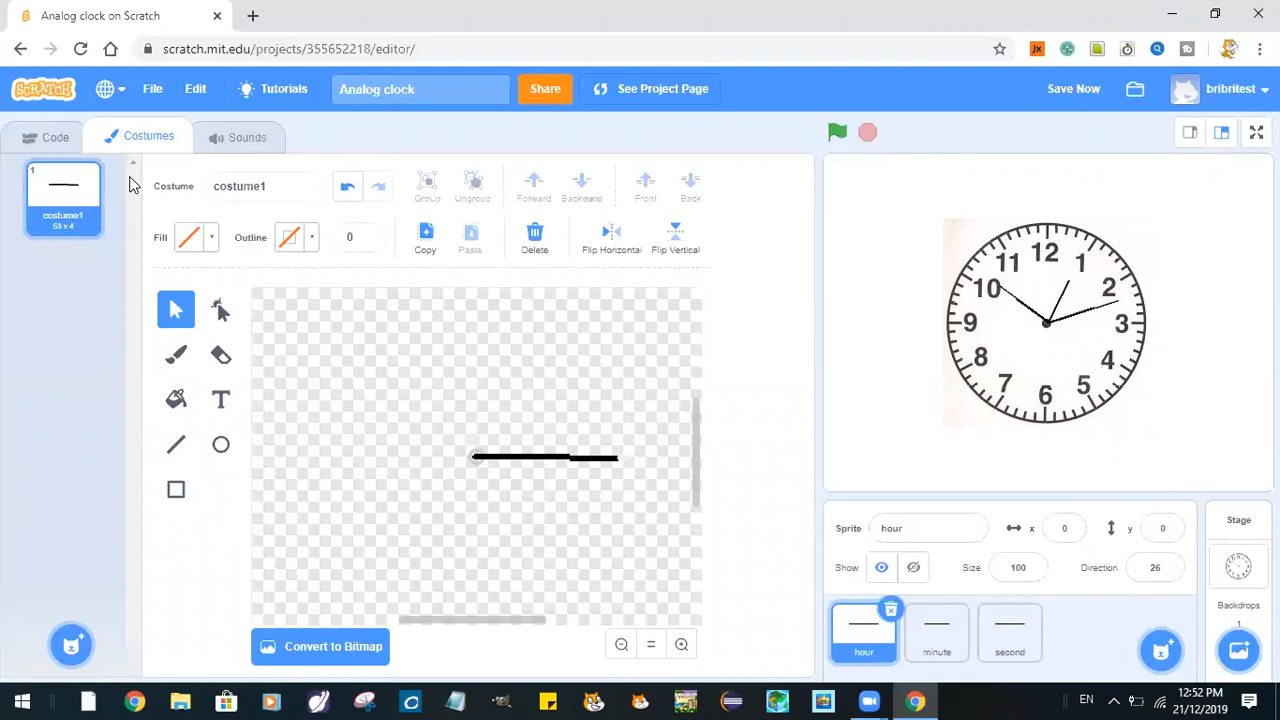 Analog clock on Scratch
scratch.mit.edu/projects/355652218/editor/
SCRATCH
File
Edit
Tutorials
Analog clock
Share
See Project Page
Save Now
bribritest
Code
Costumes
Sounds
1
costume1
53 x 4
Costume
costume1
Group
Ungroup
Forward
Backward
Front
Back
Fill
Outline
0
Copy
Paste
Delete
Flip Horizontal
Flip Vertical
T
Convert to Bitmap
12
1
2
3
4
5
6
7
8
9
10
11
Sprite
hour
x
0
y
0
Show
Size
100
Direction
26
hour
minute
second
Stage
Backdrops
1
EN
12:52 PM
21/12/2019